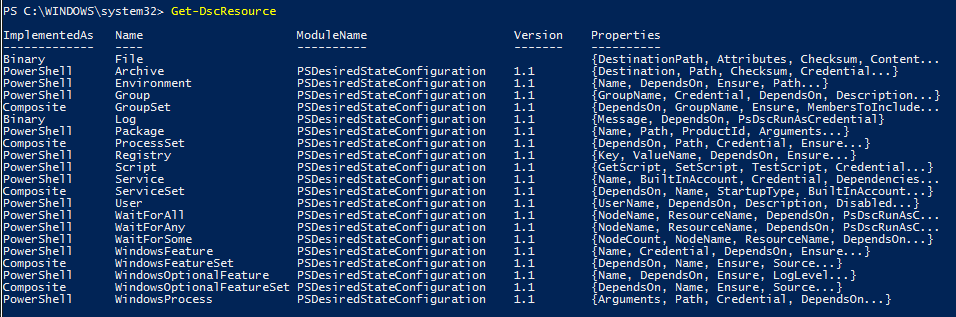 PS C:\WINDOWS\system32> Get-DscResource
ImplementedAs Name ModuleName Version Properties
------------- ---- ---------- ------- ----------
Binary File {DestinationPath, Attributes, Checksum, Content...
PowerShell Archive PSDesiredStateConfiguration 1.1 {Destination, Path, Checksum, Credential...}
PowerShell Environment PSDesiredStateConfiguration 1.1 {Name, DependsOn, Ensure, Path...}
PowerShell Group PSDesiredStateConfiguration 1.1 {GroupName, Credential, DependsOn, Description...}
Composite GroupSet PSDesiredStateConfiguration 1.1 {DependsOn, GroupName, Ensure, MembersToInclude...
Binary Log PSDesiredStateConfiguration 1.1 {Message, DependsOn, PsDscRunAsCredential}
PowerShell Package PSDesiredStateConfiguration 1.1 {Name, Path, ProductId, Arguments...}
Composite ProcessSet PSDesiredStateConfiguration 1.1 {DependsOn, Path, Credential, Ensure...}
PowerShell Registry PSDesiredStateConfiguration 1.1 {Key, ValueName, DependsOn, Ensure...}
PowerShell Script PSDesiredStateConfiguration 1.1 {GetScript, SetScript, TestScript, Credential...}
PowerShell Service PSDesiredStateConfiguration 1.1 {Name, BuiltInAccount, Credential, Dependencies...
Composite ServiceSet PSDesiredStateConfiguration 1.1 {DependsOn, Name, StartupType, BuiltInAccount...}
PowerShell User PSDesiredStateConfiguration 1.1 {UserName, DependsOn, Description, Disabled...}
PowerShell WaitForAll PSDesiredStateConfiguration 1.1 {NodeName, ResourceName, DependsOn, PsDscRunAsC...
PowerShell WaitForAny PSDesiredStateConfiguration 1.1 {NodeName, ResourceName, DependsOn, PsDscRunAsC...
PowerShell WaitForSome PSDesiredStateConfiguration 1.1 {NodeCount, NodeName, ResourceName, DependsOn...}
PowerShell WindowsFeature PSDesiredStateConfiguration 1.1 {Name, Credential, DependsOn, Ensure...}
Composite WindowsFeatureSet PSDesiredStateConfiguration 1.1 {DependsOn, Name, Ensure, Source...}
PowerShell WindowsOptionalFeature PSDesiredStateConfiguration 1.1 {Name, DependsOn, Ensure, LogLevel...}
Composite WindowsOptionalFeatureSet PSDesiredStateConfiguration 1.1 {DependsOn, Name, Ensure, Source...}
PowerShell WindowsProcess PSDesiredStateConfiguration 1.1 {Arguments, Path, Credential, DependsOn...}